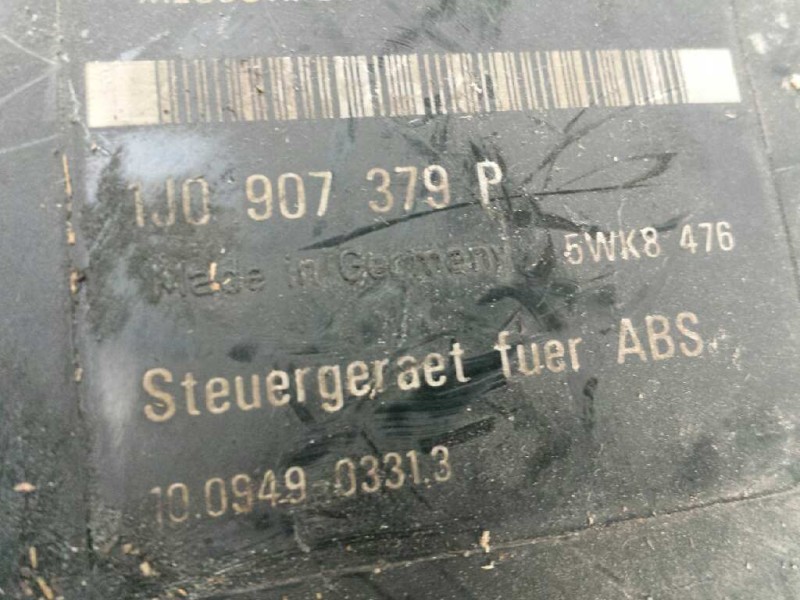 1J0 907 379 P
Made in Germany 5WK8 476
Steuergeraet fuer ABS
10.0949-0331.3